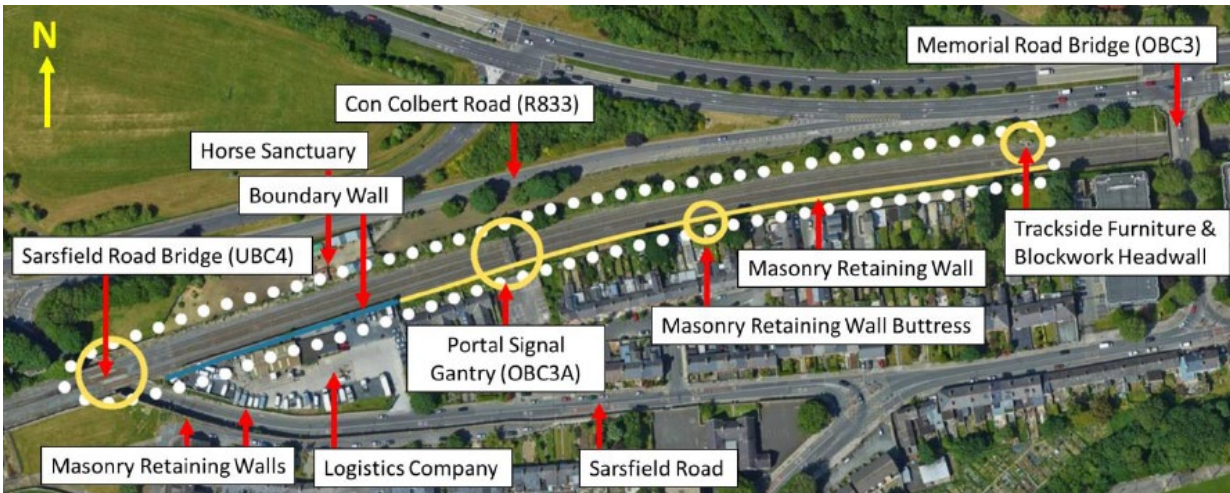 N
Memorial Road Bridge (OBC3)
Con Colbert Road (R833)
Horse Sanctuary
Boundary Wall
Sarsfield Road Bridge (UBC4)
Trackside Furniture &
Blockwork Headwall
Masonry Retaining Wall
Masonry Retaining Wall Buttress
Portal Signal
Gantry (OBC3A)
Masonry Retaining Walls
Logistics Company
Sarsfield Road